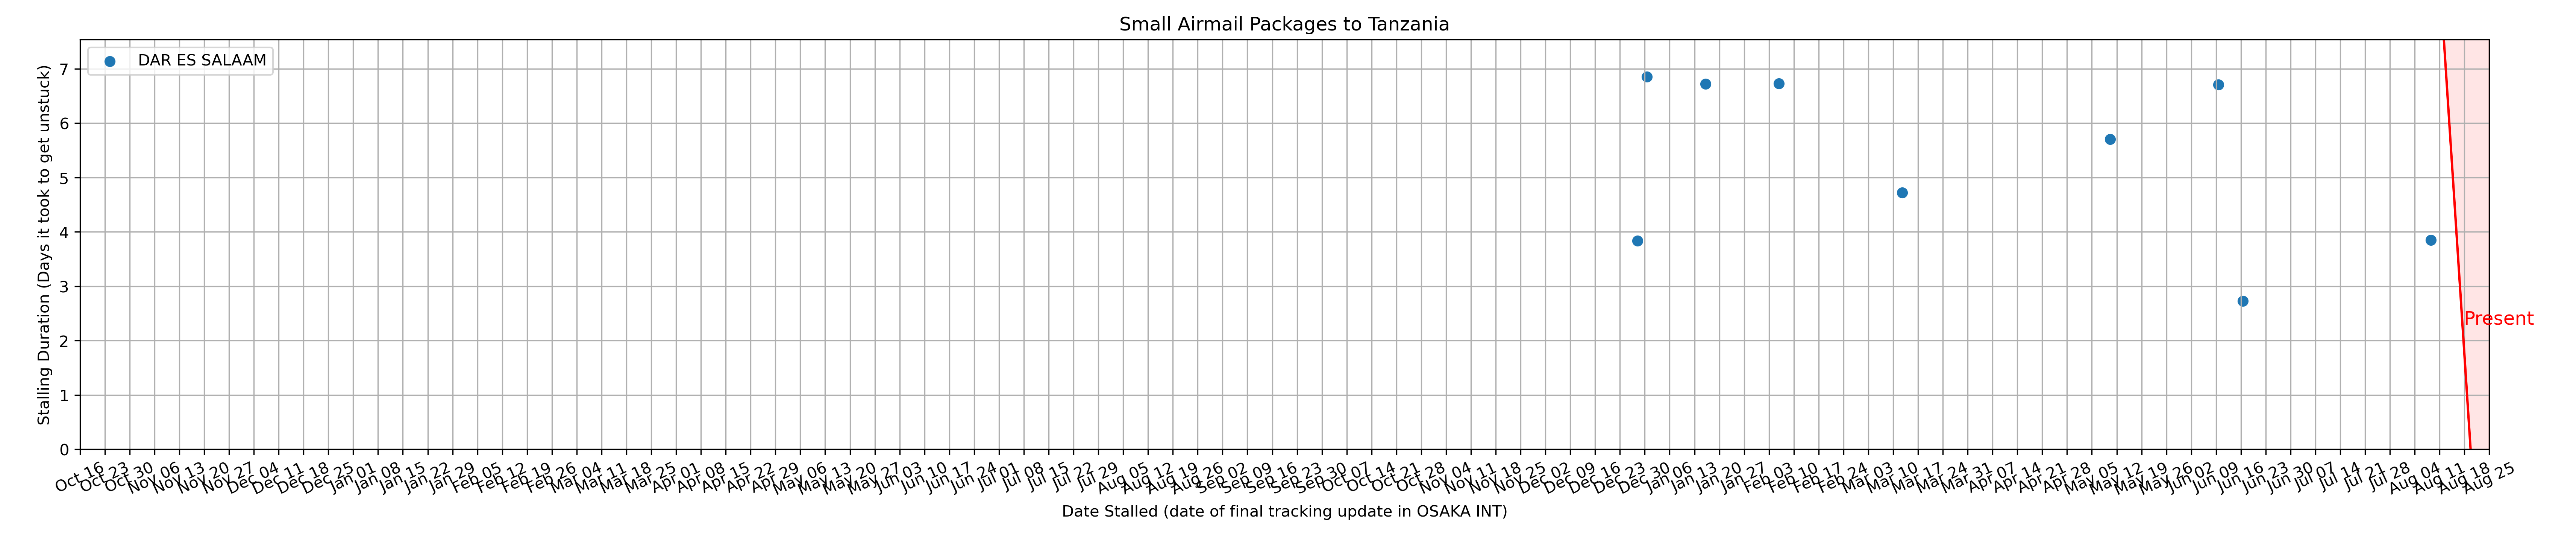 Small Airmail Packages to Tanzania
DAR ES SALAAM
Stalling Duration (Days it took to get unstuck)
7
6
5
4
3
2
1
0
Present
Oct 16
Oct 23
Oct 30
Nov 06
Nov 13
Nov 20
Nov 27
Dec 04
Dec 11
Dec 18
Dec 25
Jan 01
Jan 08
Jan 15
Jan 22
Jan 29
Feb 05
Feb 12
Feb 19
Feb 26
Mar 04
Mar 11
Mar 18
Mar 25
Apr 01
Apr 08
Apr 15
Apr 22
Apr 29
May 06
May 13
May 20
May 27
Jun 03
Jun 10
Jun 17
Jun 24
Jul 01
Jul 08
Jul 15
Jul 22
Jul 29
Aug 05
Aug 12
Aug 19
Aug 26
Sep 02
Sep 09
Sep 16
Sep 23
Sep 30
Oct 07
Oct 14
Oct 21
Oct 28
Nov 04
Nov 11
Nov 18
Nov 25
Dec 02
Dec 09
Dec 16
Dec 23
Dec 30
Jan 06
Jan 13
Jan 20
Jan 27
Feb 03
Feb 10
Feb 17
Feb 24
Mar 03
Mar 10
Mar 17
Mar 24
Mar 31
Apr 07
Apr 14
Apr 21
Apr 28
May 05
May 12
May 19
May 26
Jun 02
Jun 09
Jun 16
Jun 23
Jun 30
Jul 07
Jul 14
Jul 21
Jul 28
Aug 04
Aug 11
Aug 18
Aug 25
Date Stalled (date of final tracking update in OSAKA INT)